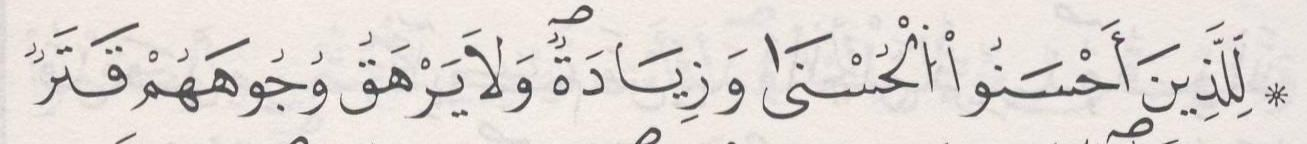 * لِّلَّذِينَ أَحْسَنُوا۟ ٱلْحُسْنَىٰ وَزِيَادَةٌۖ وَلَا يَرْهَقُ وُجُوهَهُمْ قَتَرٌ